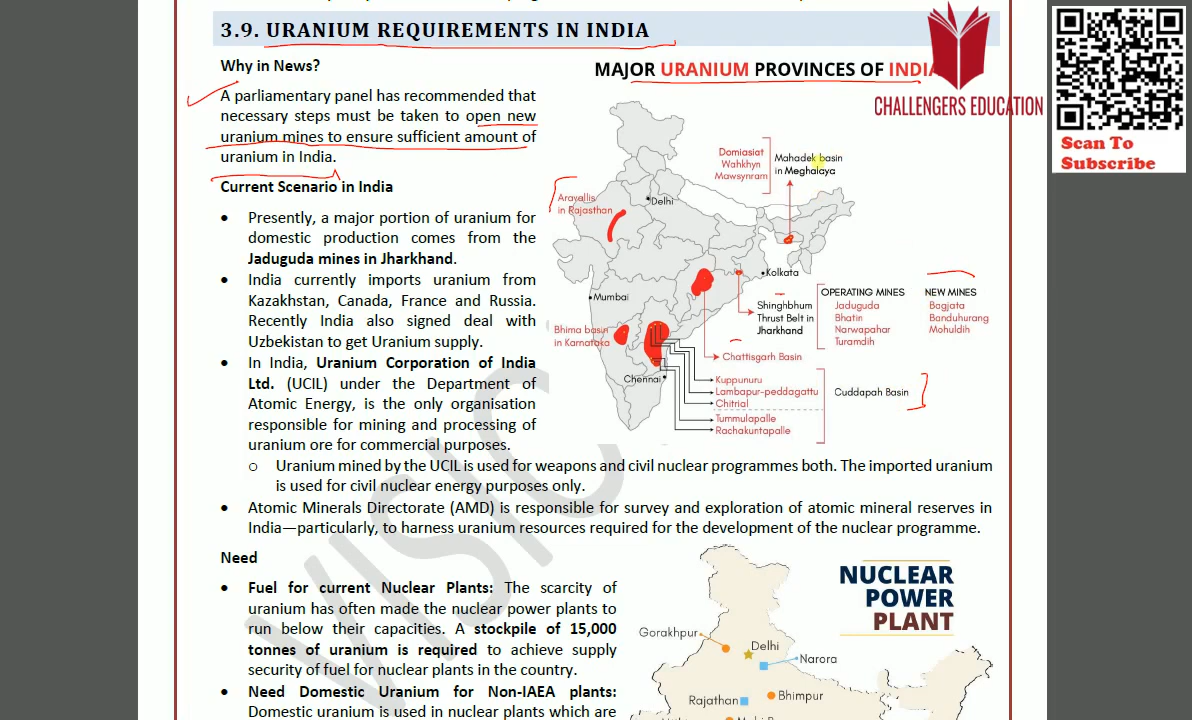 3.9. URANIUM REQUIREMENTS IN INDIA
Why in News?
A parliamentary panel has recommended that
necessary steps must be taken to open new
uranium mines to ensure sufficient amount of
uranium in India.
Current Scenario in India
• Presently, a major portion of uranium for
domestic production comes from the
Jaduguda mines in Jharkhand.
• India currently imports uranium from
Kazakhstan, Canada, France and Russia.
Recently India also signed deal with
Uzbekistan to get Uranium supply.
• In India, Uranium Corporation of India
Ltd. (UCIL) under the Department of
Atomic Energy, is the only organisation
responsible for mining and processing of
uranium ore for commercial purposes.
o Uranium mined by the UCIL is used for weapons and civil nuclear programmes both. The imported uranium
is used for civil nuclear energy purposes only.
• Atomic Minerals Directorate (AMD) is responsible for survey and exploration of atomic mineral reserves in
India—particularly, to harness uranium resources required for the development of the nuclear programme.
Need
• Fuel for current Nuclear Plants: The scarcity of
uranium has often made the nuclear power plants to
run below their capacities. A stockpile of 15,000
tonnes of uranium is required to achieve supply
security of fuel for nuclear plants in the country.
• Need Domestic Uranium for Non-IAEA plants:
Domestic uranium is used in nuclear plants which are
MAJOR URANIUM PROVINCES OF INDIA
Domiasiat
Wahkhyn
Mawsynram
Mahadek basin
in Meghalaya
Aravallis
in Rajasthan
Delhi
Kolkata
Mumbai
Shinghbhum
Thrust Belt in
Jharkhand
OPERATING MINES
Jaduguda
Bhatin
Narwapahar
Turamdih
NEW MINES
Bagjata
Banduhurang
Mohuldih
Bhima basin
in Karnataka
Chattisgarh Basin
Chennai
Kuppunuru
Lambapur-peddagattu
Chitrial
Tummulapalle
Rachakuntapalle
Cuddapah Basin
NUCLEAR
POWER
PLANT
Gorakhpur
Delhi
Narora
Rajathan
Bhimpur
CHALLENGERS EDUCATION
Scan To
Subscribe